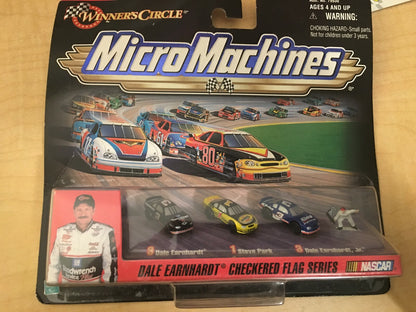 WINNER'S CIRCLE
AGES 4 AND UP
WARNING:
CHOKING HAZARD-Small parts.
Not for children under 3 years.
MICRO MACHINES
80
Goodwrench
3 Dale Earnhardt
1 Steve Park
3 Dale Earnhardt, Jr.
DALE EARNHARDT CHECKERED FLAG SERIES
NASCAR